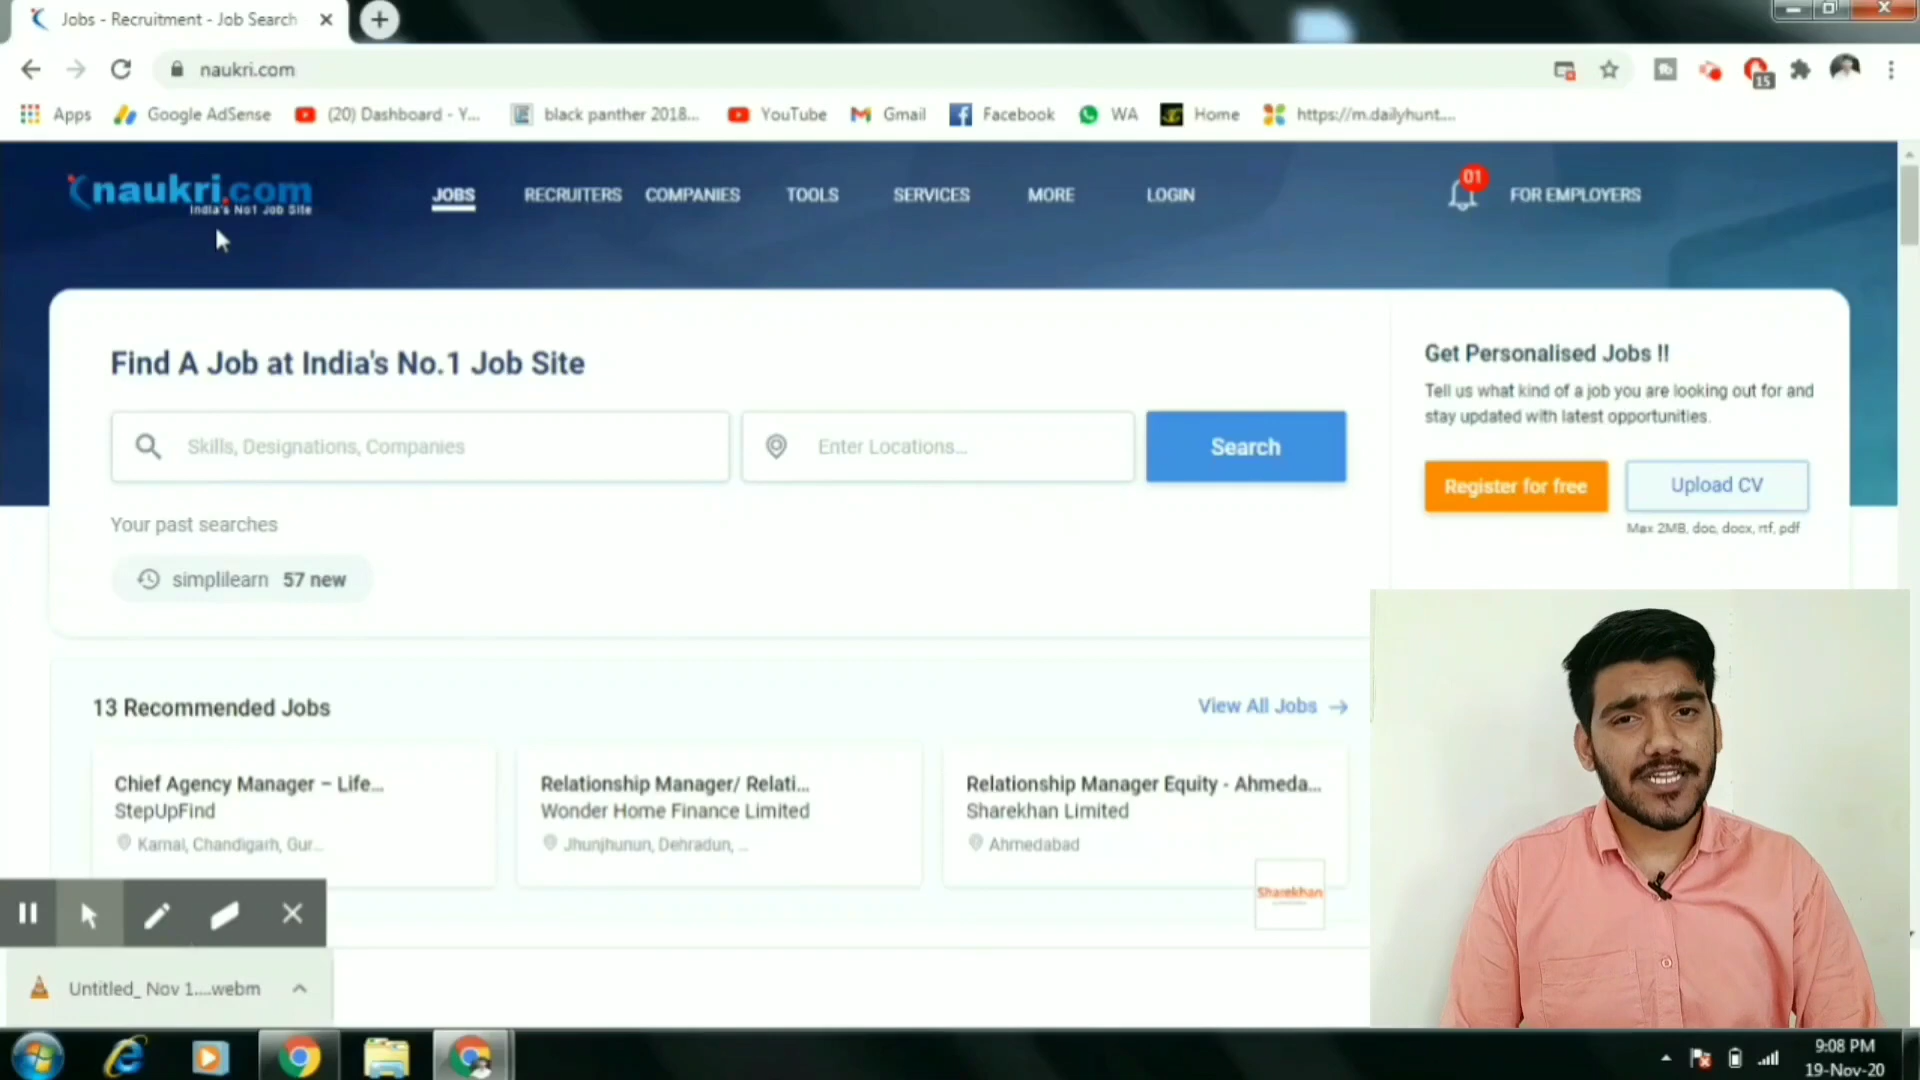 Jobs - Recruitment - Job Search
naukri.com
15
Apps
Google AdSense
(20) Dashboard - Y...
black panther 2018...
YouTube
Gmail
Facebook
WA
Home
https://m.dailyhunt....
naukri.com
India's No1 Job Site
JOBS
RECRUITERS
COMPANIES
TOOLS
SERVICES
MORE
LOGIN
01
FOR EMPLOYERS
Find A Job at India's No.1 Job Site
Skills, Designations, Companies
Enter Locations...
Search
Your past searches
simplilearn 57 new
Get Personalised Jobs !!
Tell us what kind of a job you are looking out for and
stay updated with latest opportunities.
Register for free
Upload CV
Max 2MB, doc, docx, rtf, pdf
13 Recommended Jobs
View All Jobs
Chief Agency Manager – Life...
StepUpFind
Karnal, Chandigarh, Gur...
Relationship Manager/ Relati...
Wonder Home Finance Limited
Jhunjhunun, Dehradun, ...
Relationship Manager Equity - Ahmeda...
Sharekhan Limited
Ahmedabad
Sharekhan
Untitled_ Nov 1....webm
9:08 PM
19-Nov-20